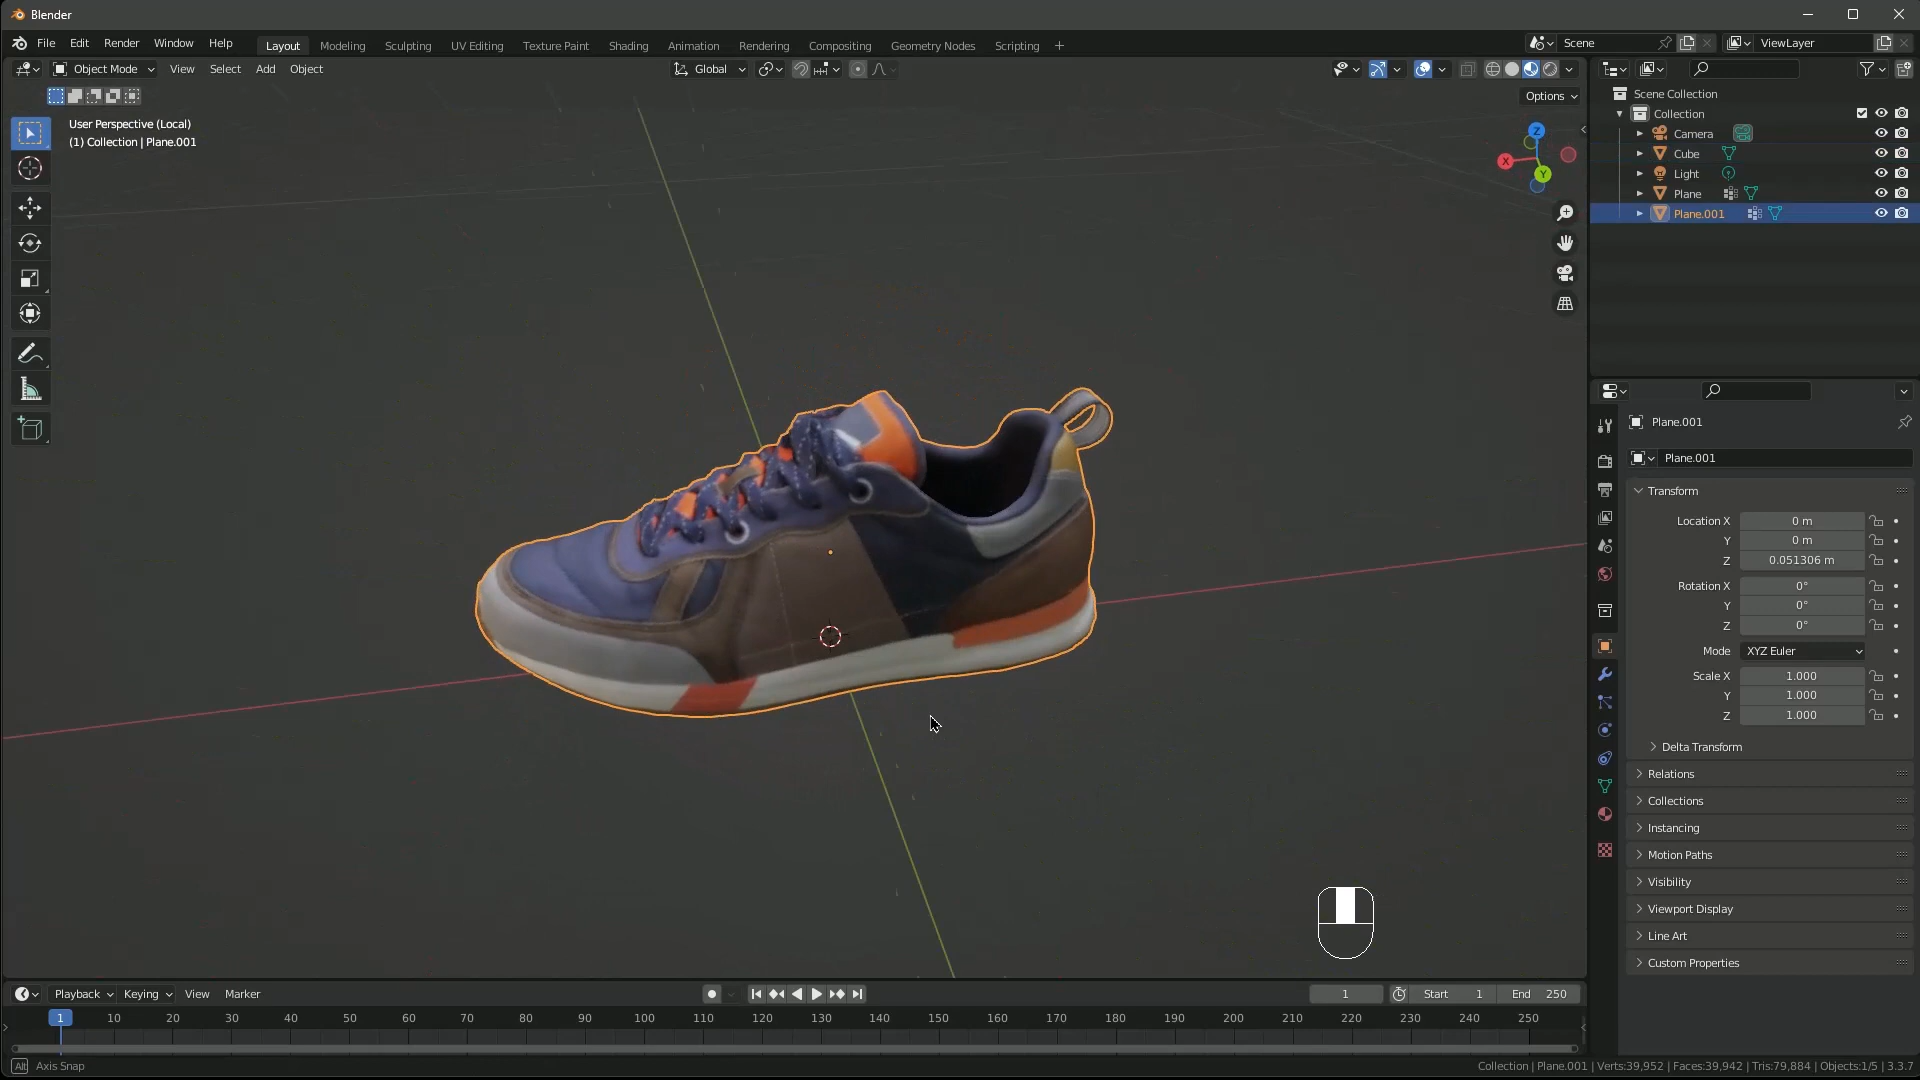 Blender
File Edit Render Window Help
Layout Modeling Sculpting UV Editing Texture Paint Shading Animation Rendering Compositing Geometry Nodes Scripting +
Scene
ViewLayer
Object Mode View Select Add Object
Global
Options
User Perspective (Local)
(1) Collection | Plane.001
Z
X
Y
Scene Collection
Collection
Camera
Cube
Light
Plane
Plane.001
Plane.001
Plane.001
Transform
Location X 0 m
Y 0 m
Z 0.051306 m
Rotation X 0°
Y 0°
Z 0°
Mode XYZ Euler
Scale X 1.000
Y 1.000
Z 1.000
Delta Transform
Relations
Collections
Instancing
Motion Paths
Visibility
Viewport Display
Line Art
Custom Properties
Playback Keying View Marker
1 Start 1 End 250
1 10 20 30 40 50 60 70 80 90 100 110 120 130 140 150 160 170 180 190 200 210 220 230 240 250
Alt Axis Snap
Collection | Plane.001 | Verts:39,952 | Faces:39,942 | Tris:79,884 | Objects:1/5 | 3.3.7